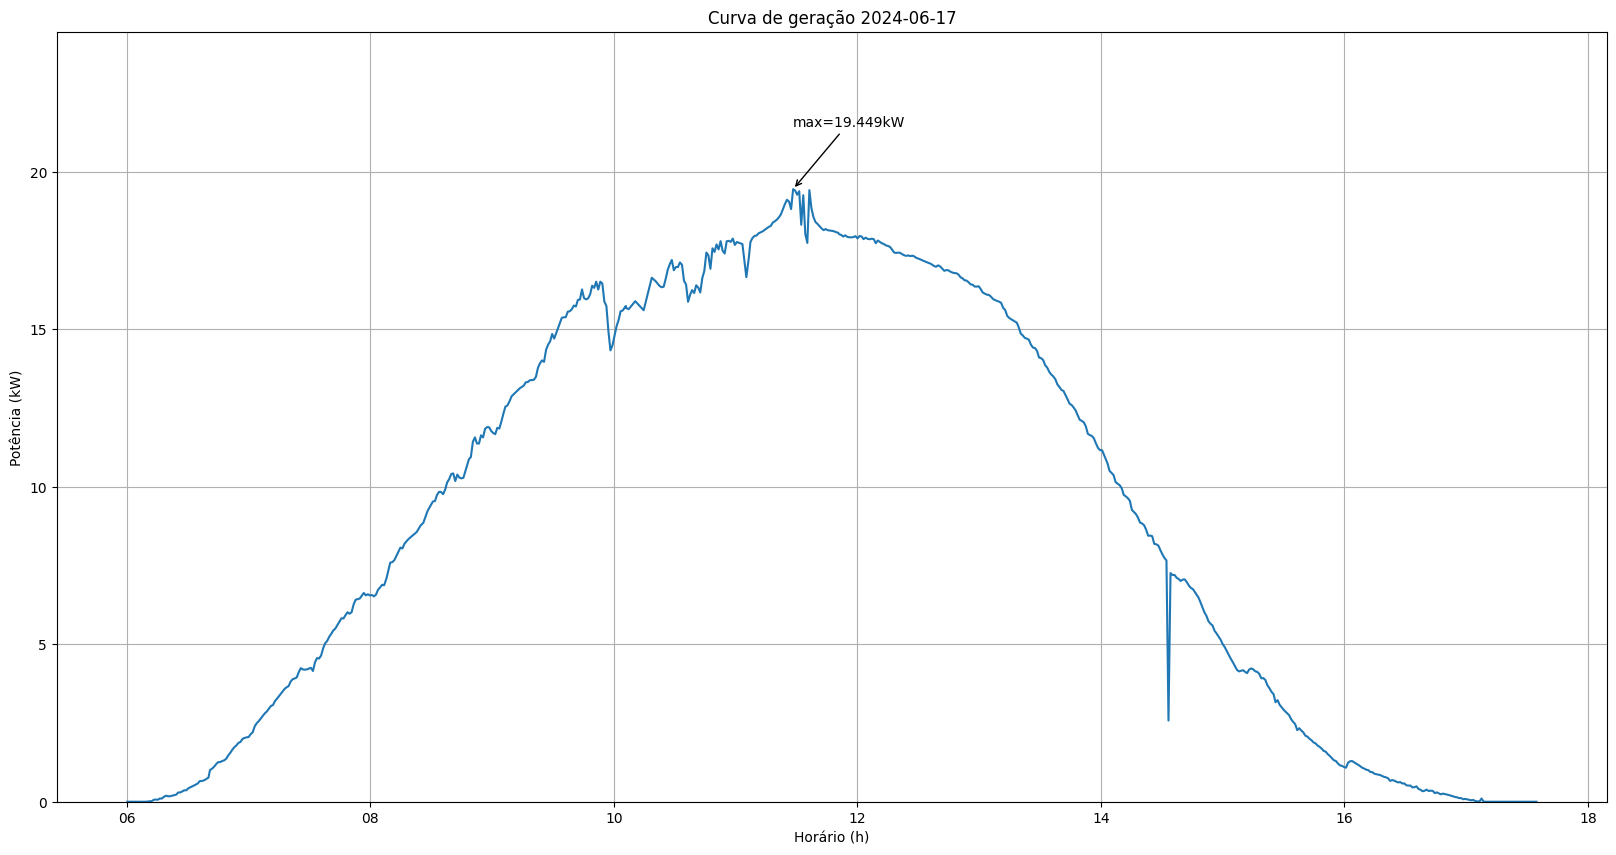 Curva de geração 2024-06-17
max=19.449kW
20
15
10
5
0
Potência (kW)
06 08 10 12 14 16 18
Horário (h)